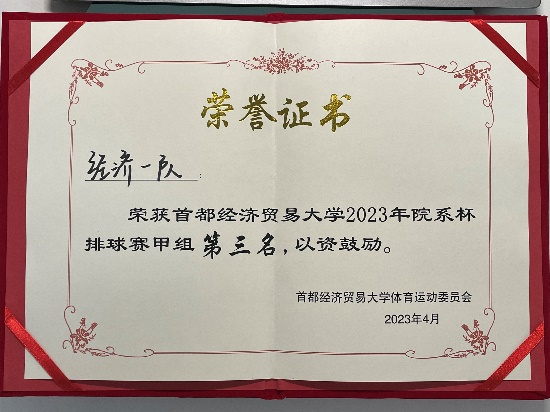 荣誉证书
经济一队：
荣获首都经济贸易大学2023年院系杯
排球赛甲组 第三名，以资鼓励。
首都经济贸易大学体育运动委员会
2023年4月